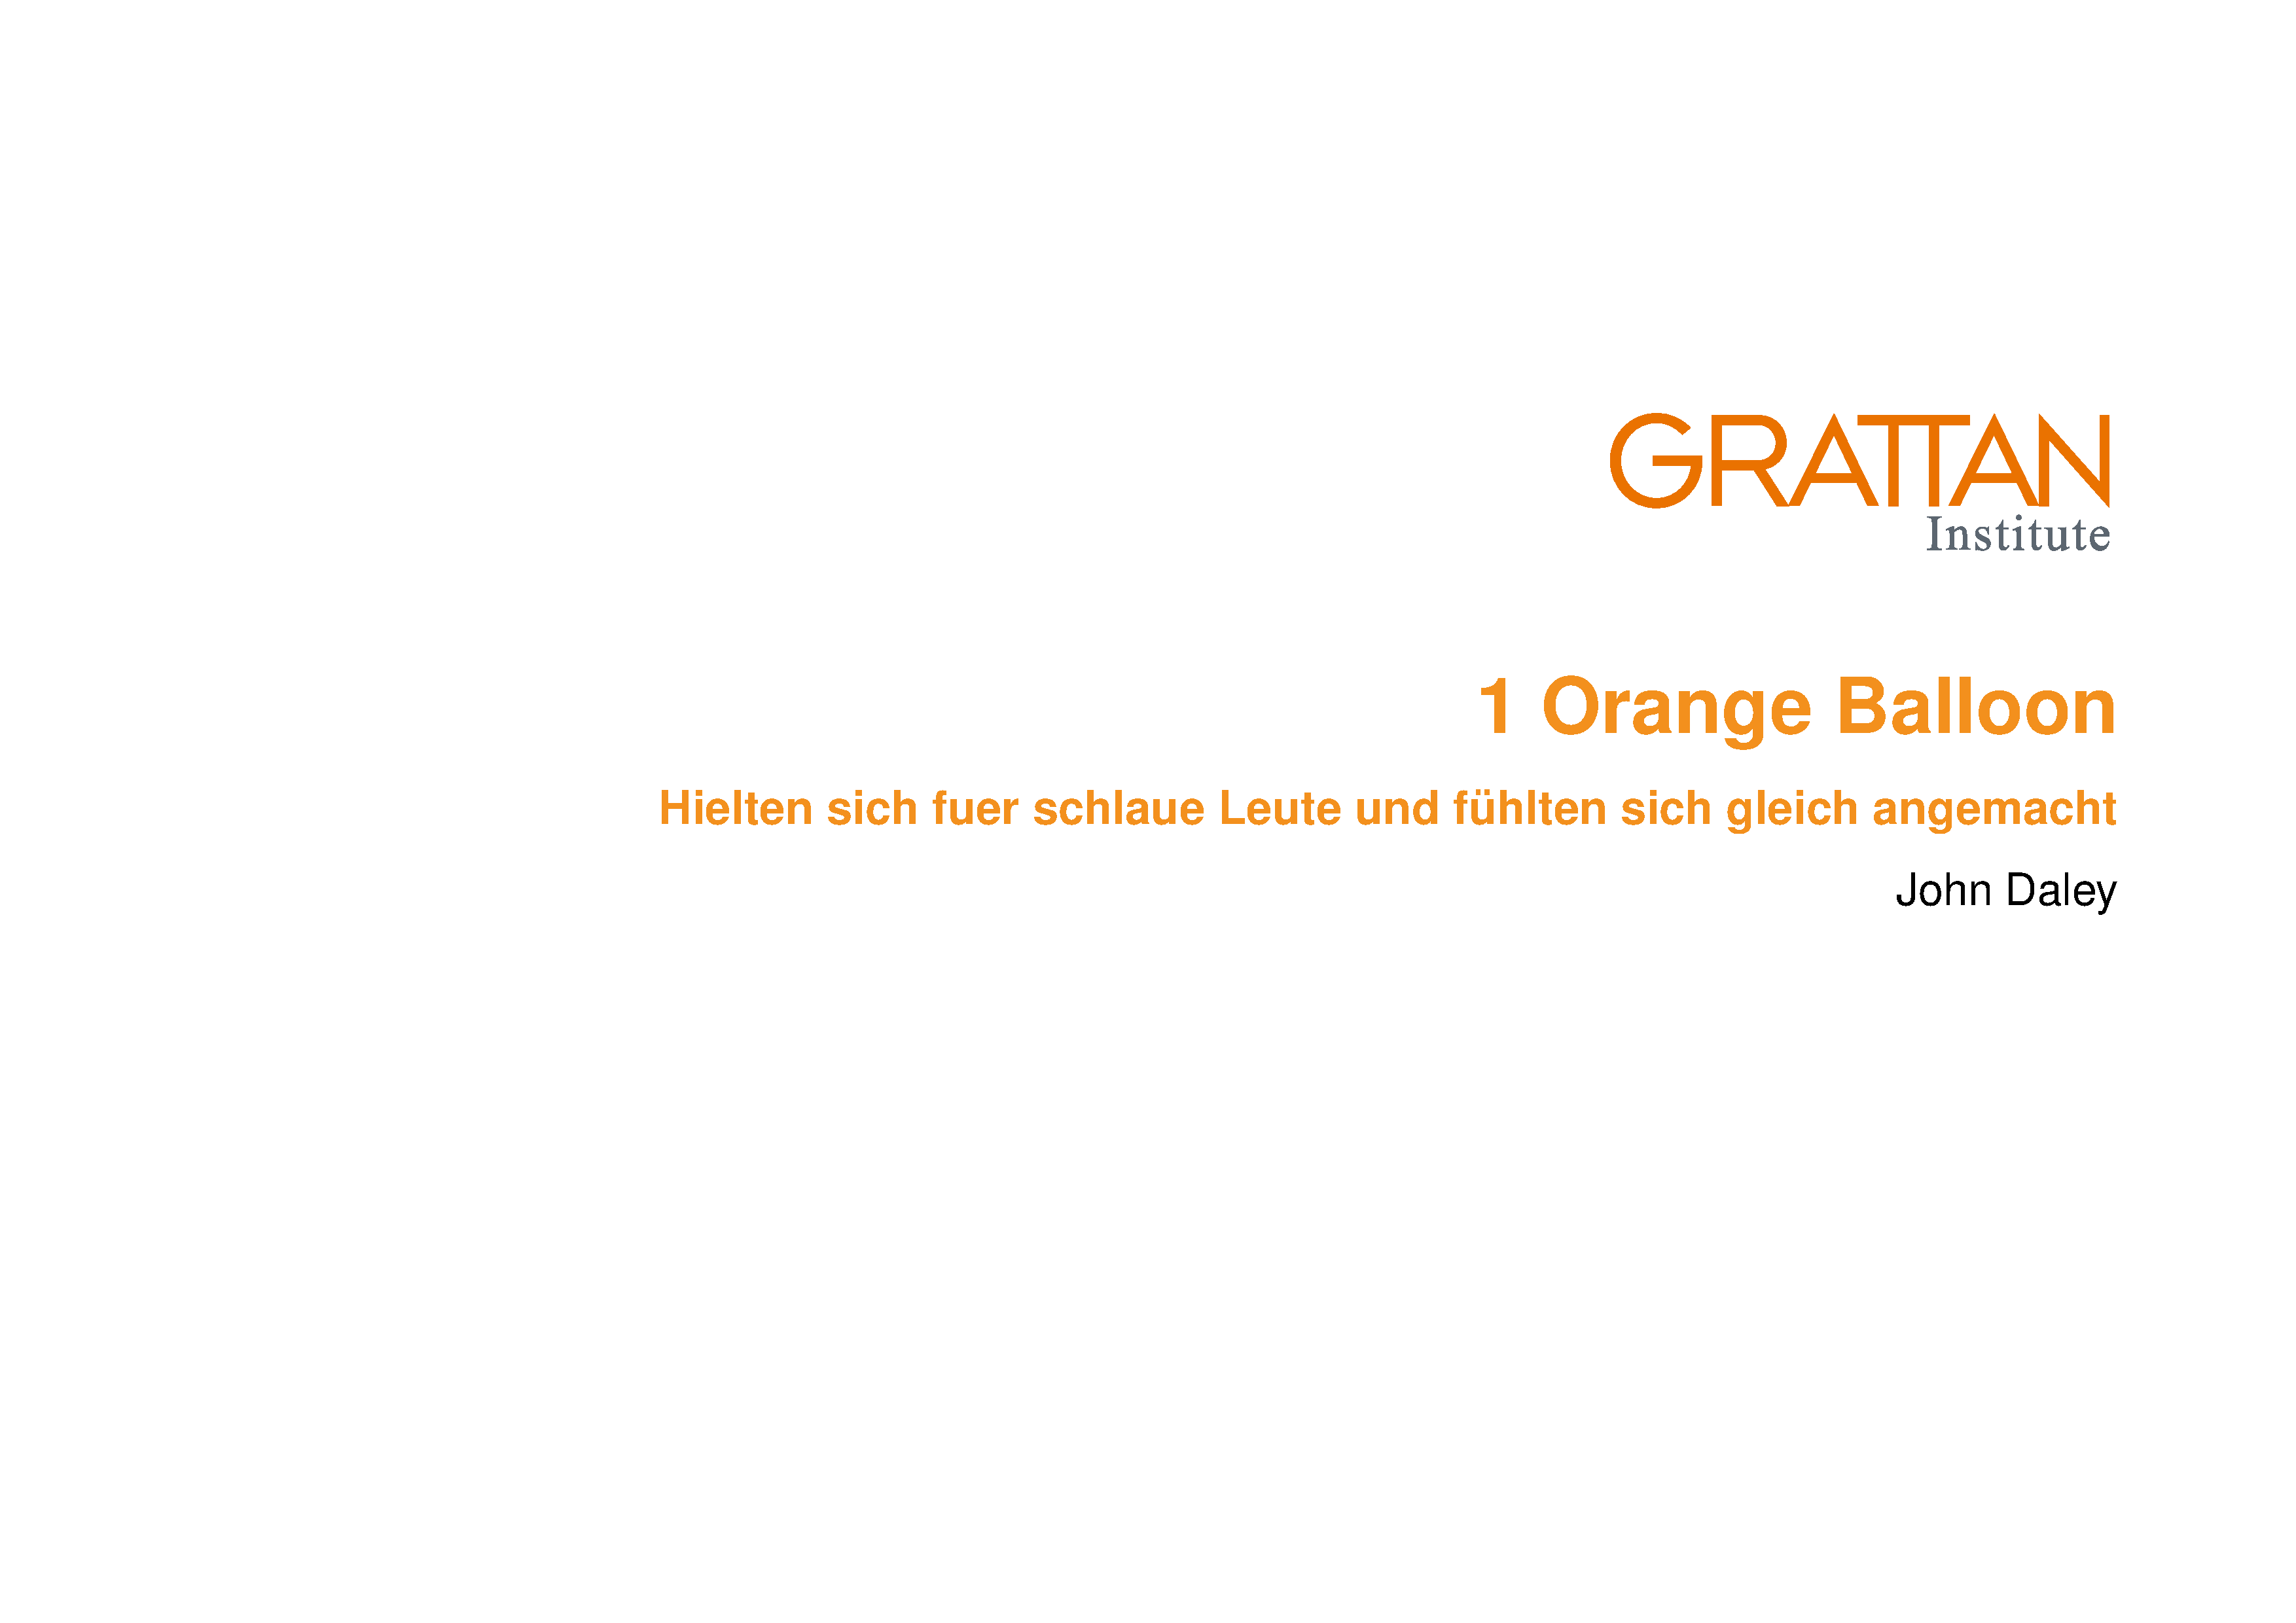 GRATTAN
Institute
1 Orange Balloon
Hielten sich fuer schlaue Leute und fühlten sich gleich angemacht
John Daley